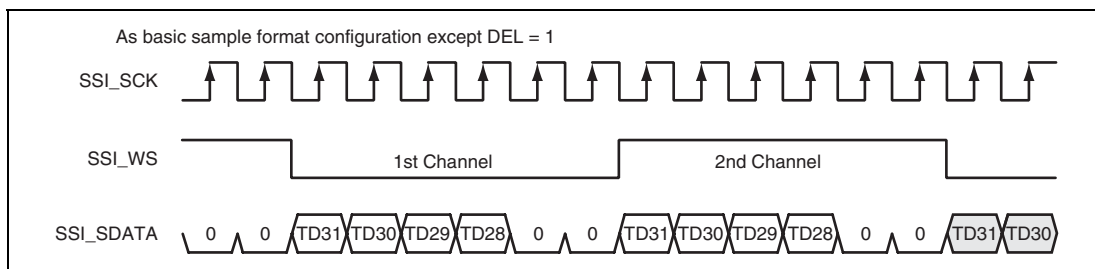 As basic sample format configuration except DEL = 1
SSI_SCK
SSI_WS 1st Channel 2nd Channel
SSI_SDATA 0 0 TD31 TD30 TD29 TD28 0 0 TD31 TD30 TD29 TD28 0 0 TD31 TD30